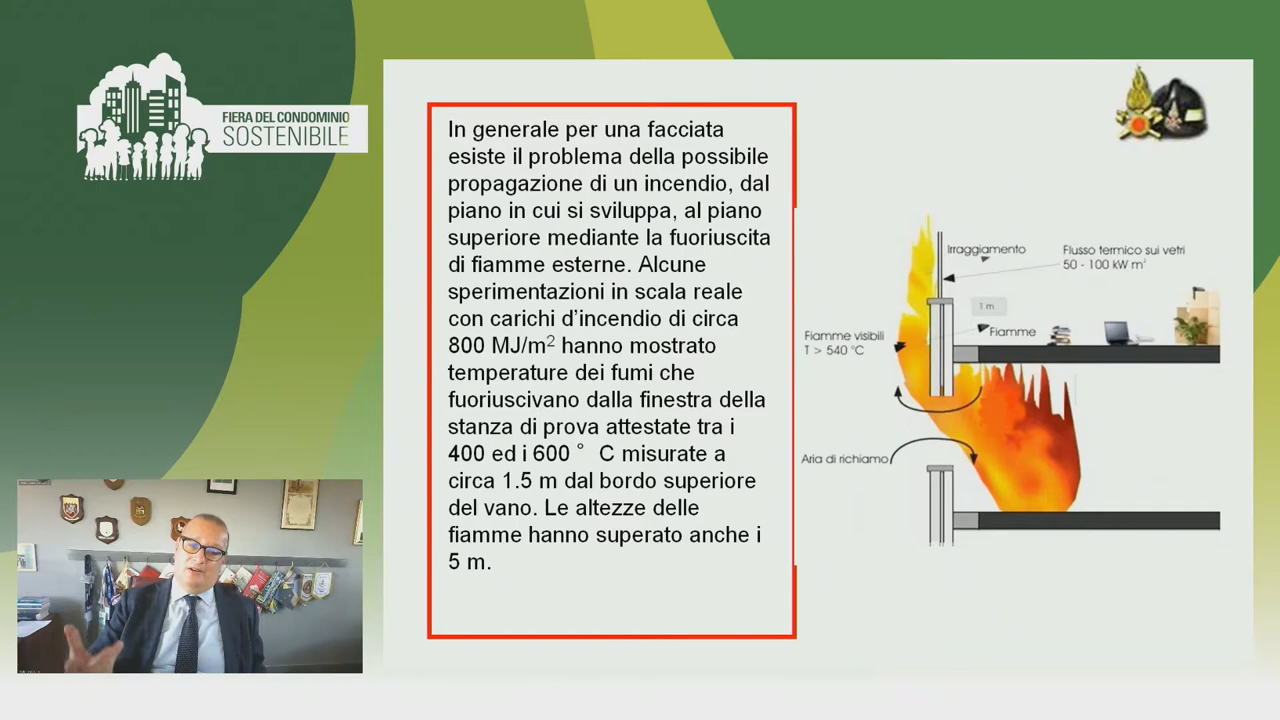 FIERA DEL CONDOMINIO
SOSTENIBILE
In generale per una facciata
esiste il problema della possibile
propagazione di un incendio, dal
piano in cui si sviluppa, al piano
superiore mediante la fuoriuscita
di fiamme esterne. Alcune
sperimentazioni in scala reale
con carichi d’incendio di circa
800 MJ/m² hanno mostrato
temperature dei fumi che
fuoriuscivano dalla finestra della
stanza di prova attestate tra i
400 ed i 600 ° C misurate a
circa 1.5 m dal bordo superiore
del vano. Le altezze delle
fiamme hanno superato anche i
5 m.
Irraggiamento
Flusso termico sui vetri
50 - 100 kW m²
1 m
Fiamme
Fiamme visibili
T > 540 °C
Aria di richiamo